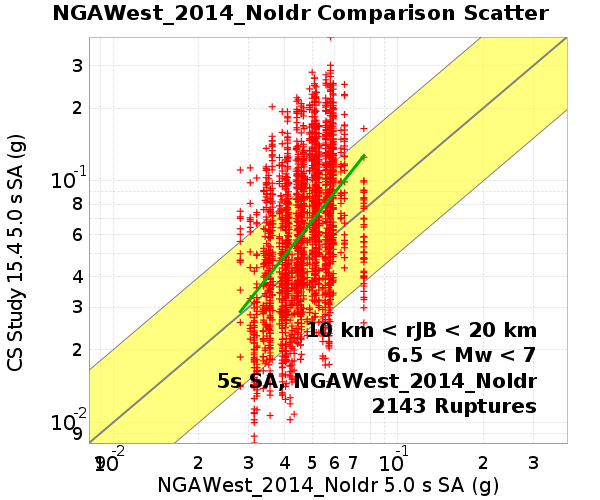 NGAWest_2014_NoIdr Comparison Scatter
CS Study 15.4 5.0 s SA (g)
3
2
10^-1
8
6
4
3
2
10^-2
9
10 km < rJB < 20 km
6.5 < Mw < 7
5s SA, NGAWest_2014_NoIdr
2143 Ruptures
9 10^-2 2 3 4 5 6 7 10^-1 2 3
NGAWest_2014_NoIdr 5.0 s SA (g)